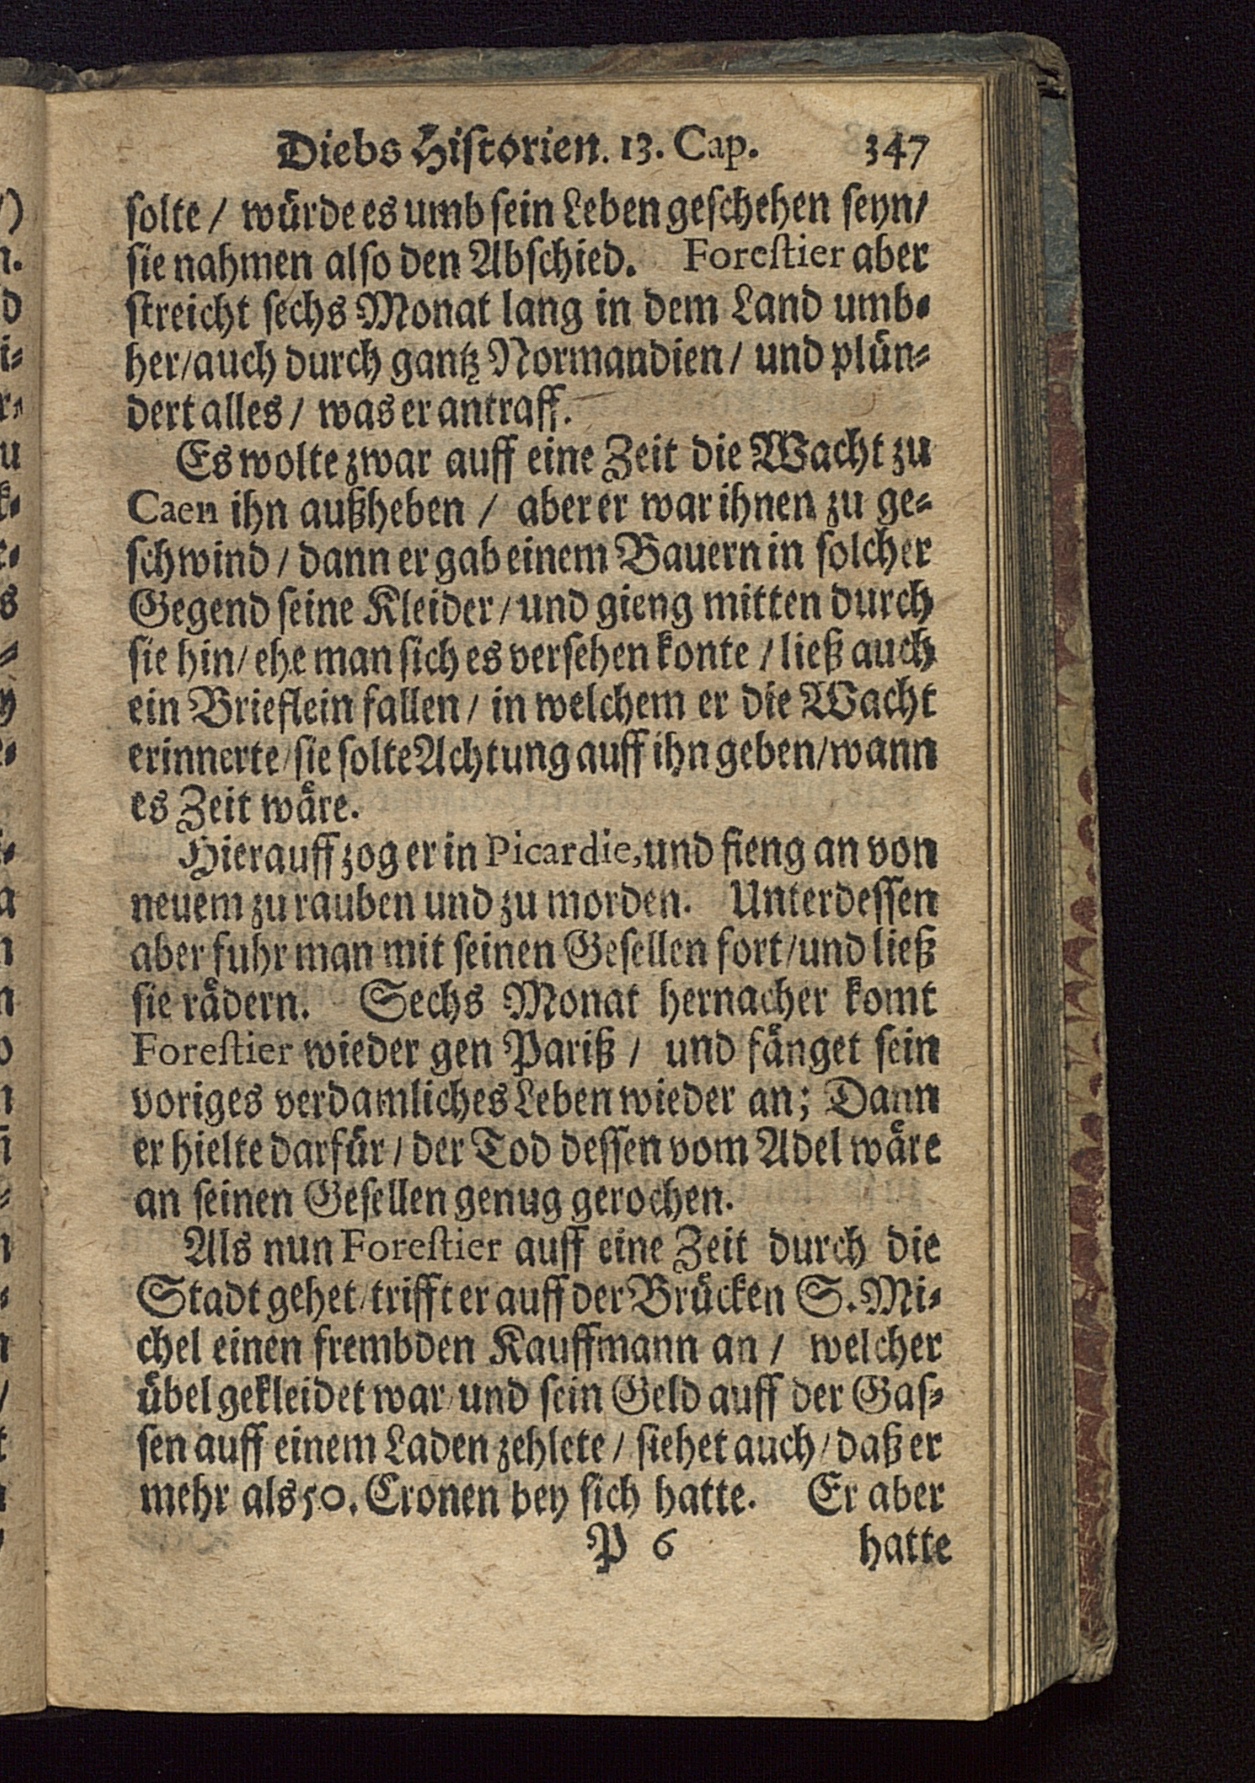 Diebs Historien. 13. Cap. 347
solte / würde es umb sein Leben geschehen seyn/
sie nahmen also den Abschied. Forestier aber
streicht sechs Monat lang in dem Land umb-
her/auch durch gantz Normandien / und plün-
dert alles / was er antraff.
Es wolte zwar auff eine Zeit die Wacht zu
Caen ihn außheben / aber er war ihnen zu ge-
schwind / dann er gab einem Bauern in solcher
Gegend seine Kleider / und gieng mitten durch
sie hin/ ehe man sich es versehen konte / ließ auch
ein Brieflein fallen / in welchem er die Wacht
erinnerte / sie solte Achtung auff ihn geben/wann
es Zeit wäre.
Hierauff zog er in Picardie, und fieng an von
neuem zu rauben und zu morden. Unterdessen
aber fuhr man mit seinen Gesellen fort/und ließ
sie rädern. Sechs Monat hernacher komt
Forestier wieder gen Pariß / und fänget sein
voriges verdamliches Leben wieder an; Dann
er hielte darfür / der Tod dessen vom Adel wäre
an seinen Gesellen genug gerochen.
Als nun Forestier auff eine Zeit durch die
Stadt gehet / trifft er auff der Brücken S. Mi-
chel einen frembden Kauffmann an / welcher
übel gekleidet war / und sein Geld auff der Gas-
sen auff einem Laden zehlete / siehet auch / daß er
mehr als 50. Cronen bey sich hatte. Er aber
P 6 hatte